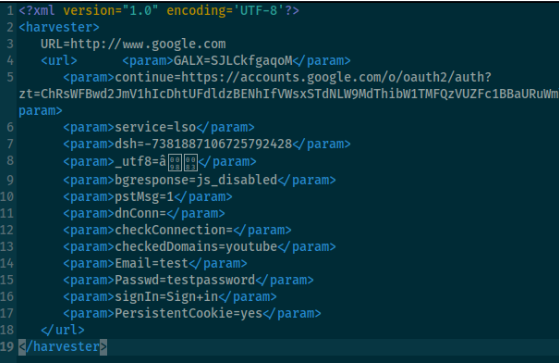 1 <?xml version="1.0" encoding='UTF-8'?>
2 <harvester>
3 URL=http://www.google.com
4 <url> <param>GALX=SJLCkfgaqoM</param>
5 <param>continue=https://accounts.google.com/o/oauth2/auth?
zt=ChRsWFBwd2JmV1hIcDhtUFdldzBENhIfVWsxSTdNLW9MdThibW1TMFQzVUZFc1BBaURuWm
param>
6 <param>service=lso</param>
7 <param>dsh=-7381887106725792428</param>
8 <param>_utf8=â</param>
9 <param>bgresponse=js_disabled</param>
10 <param>pstMsg=1</param>
11 <param>dnConn=</param>
12 <param>checkConnection=</param>
13 <param>checkedDomains=youtube</param>
14 <param>Email=test</param>
15 <param>Passwd=testpassword</param>
16 <param>signIn=Sign+in</param>
17 <param>PersistentCookie=yes</param>
18 </url>
19 </harvester>